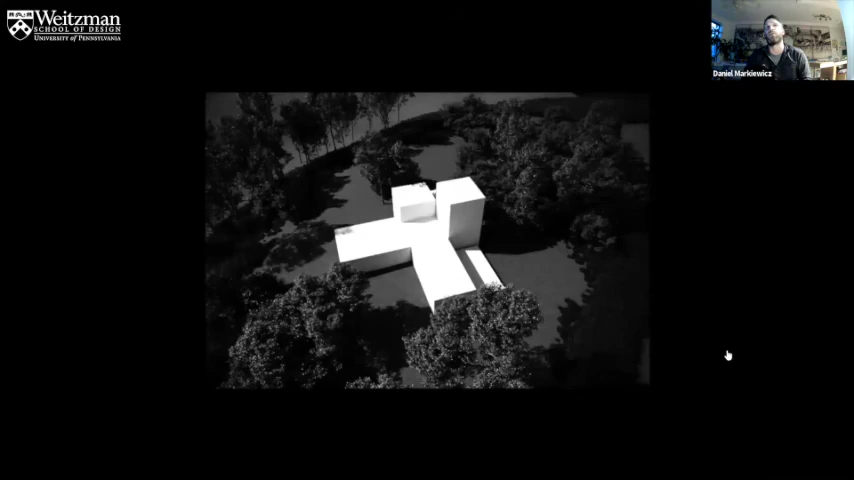 Weitzman
SCHOOL OF DESIGN
UNIVERSITY OF PENNSYLVANIA
Daniel Markiewicz